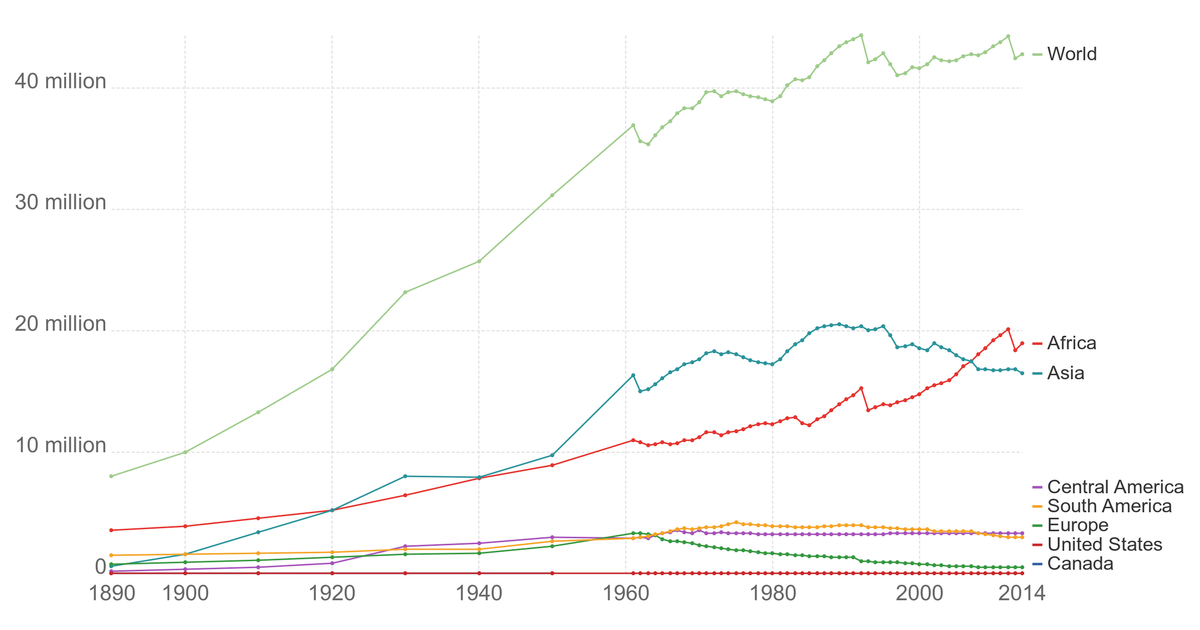 World
40 million
30 million
20 million
Africa
Asia
10 million
Central America
South America
Europe
United States
Canada
0
1890 1900 1920 1940 1960 1980 2000 2014